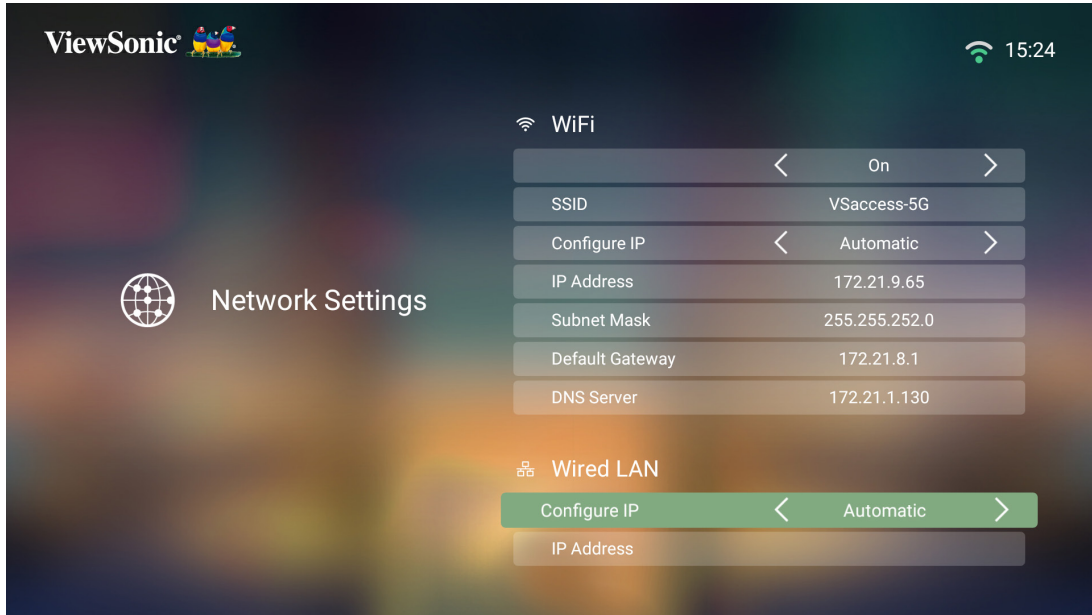 ViewSonic®
15:24
WiFi
On
SSID VSaccess-5G
Configure IP Automatic
IP Address 172.21.9.65
Network Settings
Subnet Mask 255.255.252.0
Default Gateway 172.21.8.1
DNS Server 172.21.1.130
Wired LAN
Configure IP Automatic
IP Address